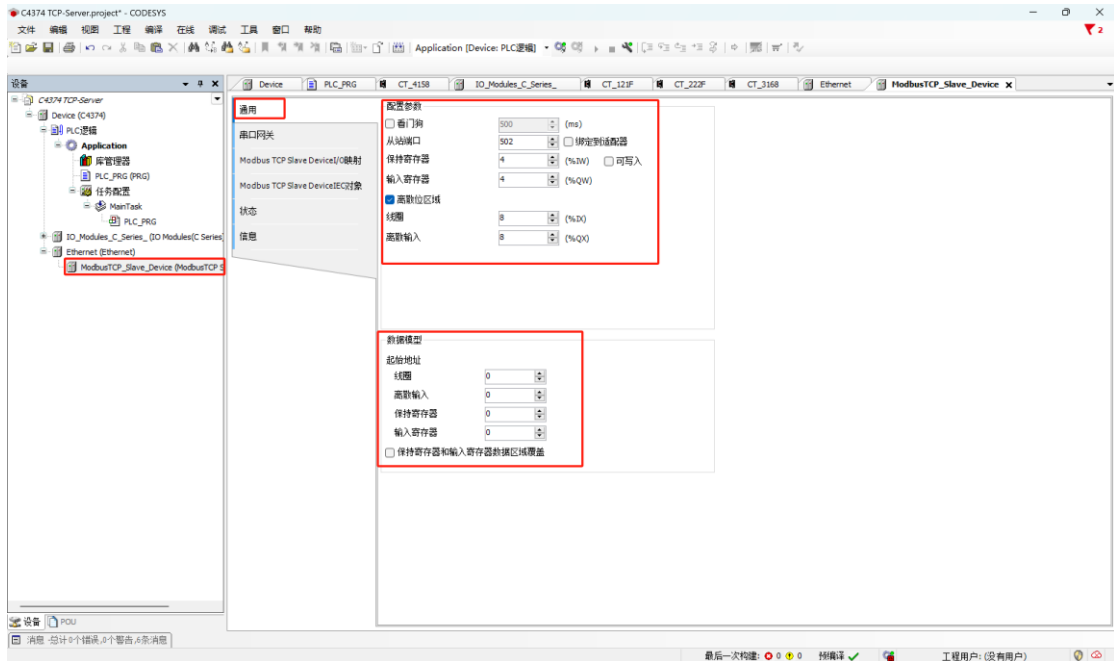 C4374 TCP-Server.project* - CODESYS
文件 编辑 视图 工程 编译 在线 调试 工具 窗口 帮助
2
Application [Device: PLC逻辑]
设备
Device PLC_PRG CT_4158 IO_Modules_C_Series_ CT_121F CT_222F CT_3168 Ethernet ModbusTCP_Slave_Device
C4374 TCP-Server
Device (C4374)
PLC逻辑
Application
库管理器
PLC_PRG (PRG)
任务配置
MainTask
PLC_PRG
IO_Modules_C_Series_ (IO Modules(C Series
Ethernet (Ethernet)
ModbusTCP_Slave_Device (ModbusTCP S
通用
串口网关
Modbus TCP Slave DeviceI/O映射
Modbus TCP Slave DeviceIEC对象
状态
信息
配置参数
看门狗 500 (ms)
从站端口 502 绑定到适配器
保持寄存器 4 (%IW) 可写入
输入寄存器 4 (%QW)
离散位区域
线圈 8 (%IX)
离散输入 8 (%QX)
数据模型
起始地址
线圈 0
离散输入 0
保持寄存器 0
输入寄存器 0
保持寄存器和输入寄存器数据区域覆盖
设备 POU
消息 -总计0个错误,0个警告,6条消息
最后一次构建: 0 0 预编译 工程用户: (没有用户)